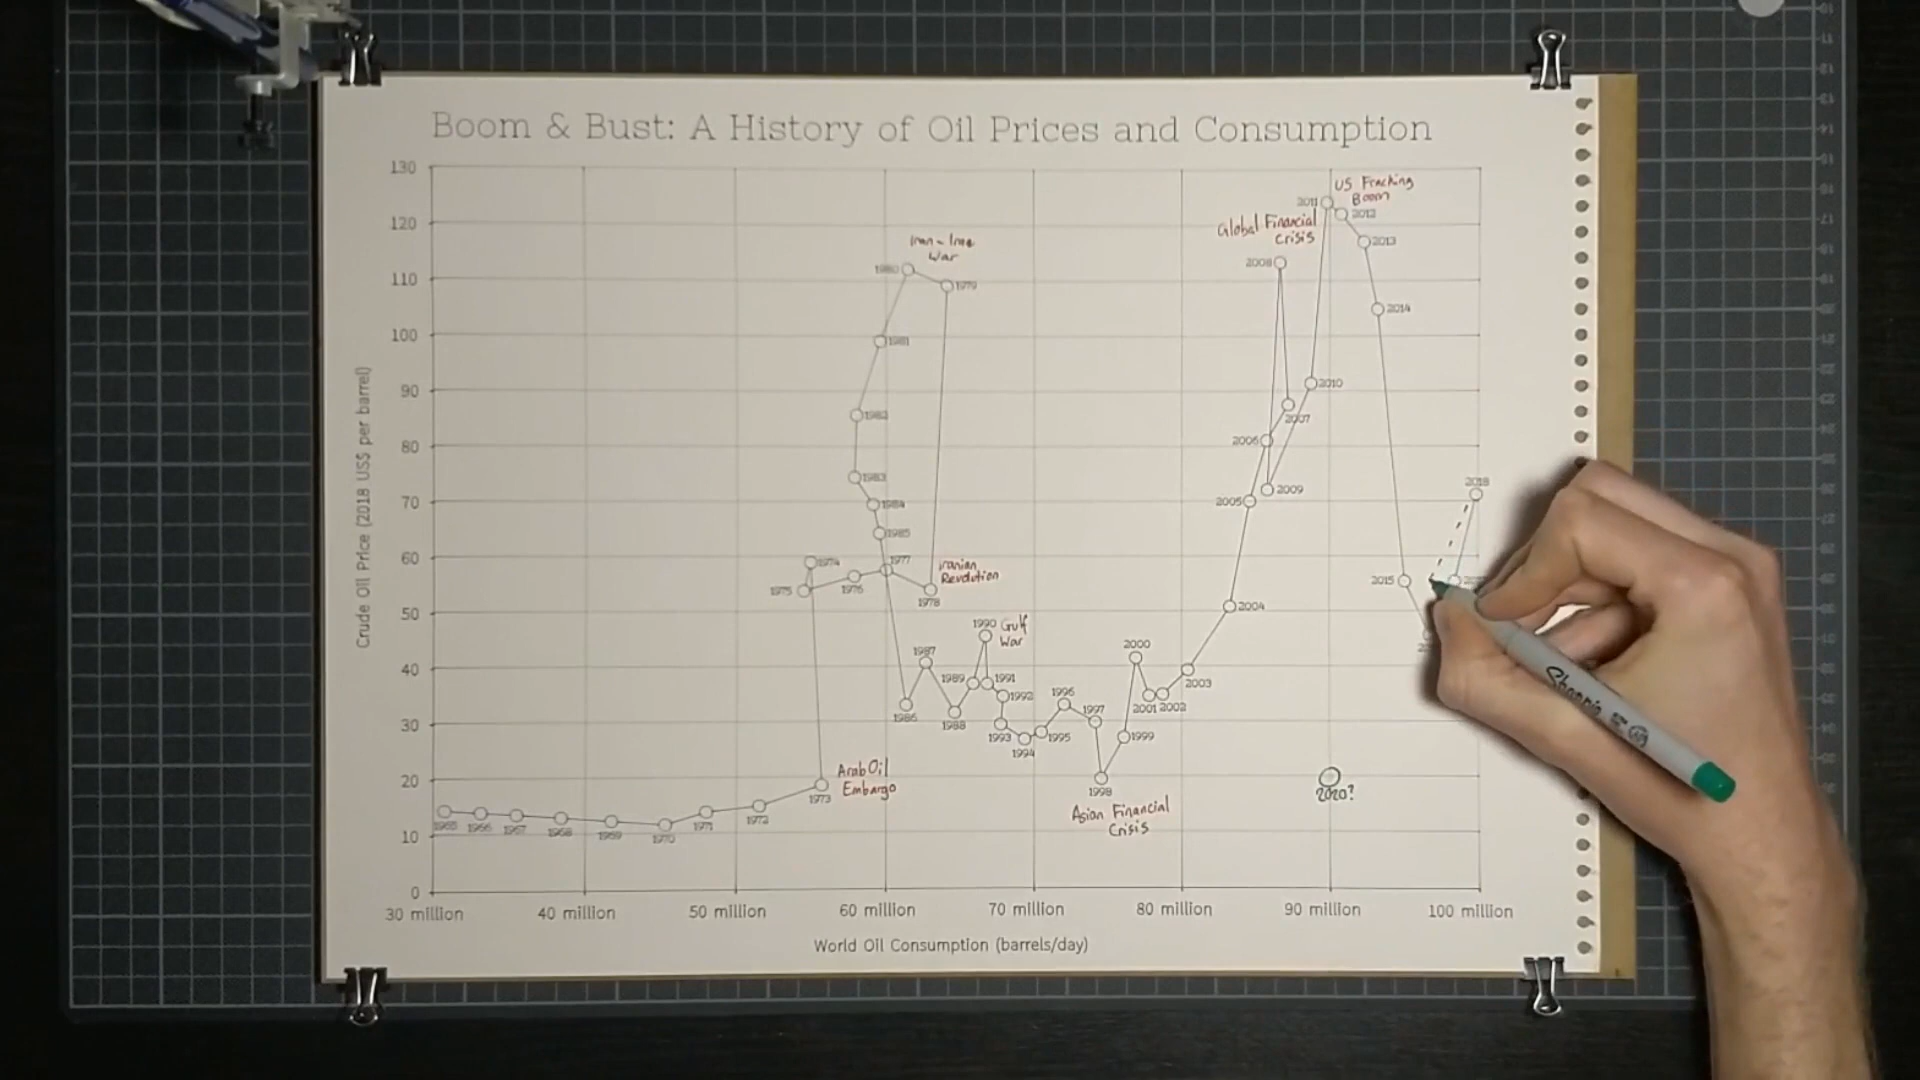 Boom & Bust: A History of Oil Prices and Consumption
130
120
110
100
90
80
70
60
50
40
30
20
10
0
Crude Oil Price (2018 US$ per barrel)
30 million
40 million
50 million
60 million
70 million
80 million
90 million
100 million
World Oil Consumption (barrels/day)
1965
1966
1967
1968
1969
1970
1971
1972
1973
Arab Oil
Embargo
1974
1975
1976
1977
1978
Iranian
Revolution
1979
Iran-Iraq
War
1980
1981
1982
1983
1984
1985
1986
1987
1988
1989
1990
Gulf
War
1991
1992
1993
1994
1995
1996
1997
1998
Asian Financial
Crisis
1999
2000
2001
2002
2003
2004
2005
2006
2007
2008
Global Financial
Crisis
2009
2010
2011
US Fracking
Boom
2012
2013
2014
2015
2018
2020?
Sharpie